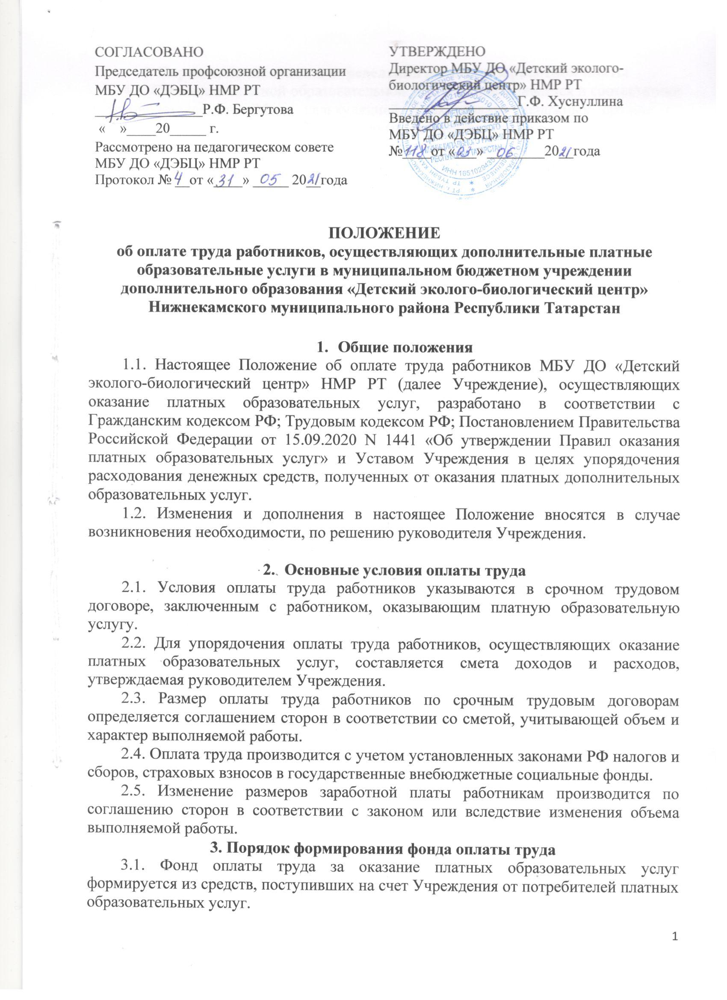 СОГЛАСОВАНО
Председатель профсоюзной организации
МБУ ДО «ДЭБЦ» НМР РТ
_______________Р.Ф. Бергутова
«    »____20_____ г.
Рассмотрено на педагогическом совете
МБУ ДО «ДЭБЦ» НМР РТ
Протокол № 4 от «31» 05 2021 года
УТВЕРЖДЕНО
Директор МБУ ДО «Детский эколого-
биологический центр» НМР РТ
__________________Г.Ф. Хуснуллина
Введено в действие приказом по
МБУ ДО «ДЭБЦ» НМР РТ
№ 118 от «03» 06 2021 года
ИНН 1651029435
ПОЛОЖЕНИЕ
об оплате труда работников, осуществляющих дополнительные платные
образовательные услуги в муниципальном бюджетном учреждении
дополнительного образования «Детский эколого-биологический центр»
Нижнекамского муниципального района Республики Татарстан
1. Общие положения
1.1. Настоящее Положение об оплате труда работников МБУ ДО «Детский
эколого-биологический центр» НМР РТ (далее Учреждение), осуществляющих
оказание платных образовательных услуг, разработано в соответствии с
Гражданским кодексом РФ; Трудовым кодексом РФ; Постановлением Правительства
Российской Федерации от 15.09.2020 N 1441 «Об утверждении Правил оказания
платных образовательных услуг» и Уставом Учреждения в целях упорядочения
расходования денежных средств, полученных от оказания платных дополнительных
образовательных услуг.
1.2. Изменения и дополнения в настоящее Положение вносятся в случае
возникновения необходимости, по решению руководителя Учреждения.
2. Основные условия оплаты труда
2.1. Условия оплаты труда работников указываются в срочном трудовом
договоре, заключенным с работником, оказывающим платную образовательную
услугу.
2.2. Для упорядочения оплаты труда работников, осуществляющих оказание
платных образовательных услуг, составляется смета доходов и расходов,
утверждаемая руководителем Учреждения.
2.3. Размер оплаты труда работников по срочным трудовым договорам
определяется соглашением сторон в соответствии со сметой, учитывающей объем и
характер выполняемой работы.
2.4. Оплата труда производится с учетом установленных законами РФ налогов и
сборов, страховых взносов в государственные внебюджетные социальные фонды.
2.5. Изменение размеров заработной платы работникам производится по
соглашению сторон в соответствии с законом или вследствие изменения объема
выполняемой работы.
3. Порядок формирования фонда оплаты труда
3.1. Фонд оплаты труда за оказание платных образовательных услуг
формируется из средств, поступивших на счет Учреждения от потребителей платных
образовательных услуг.
1